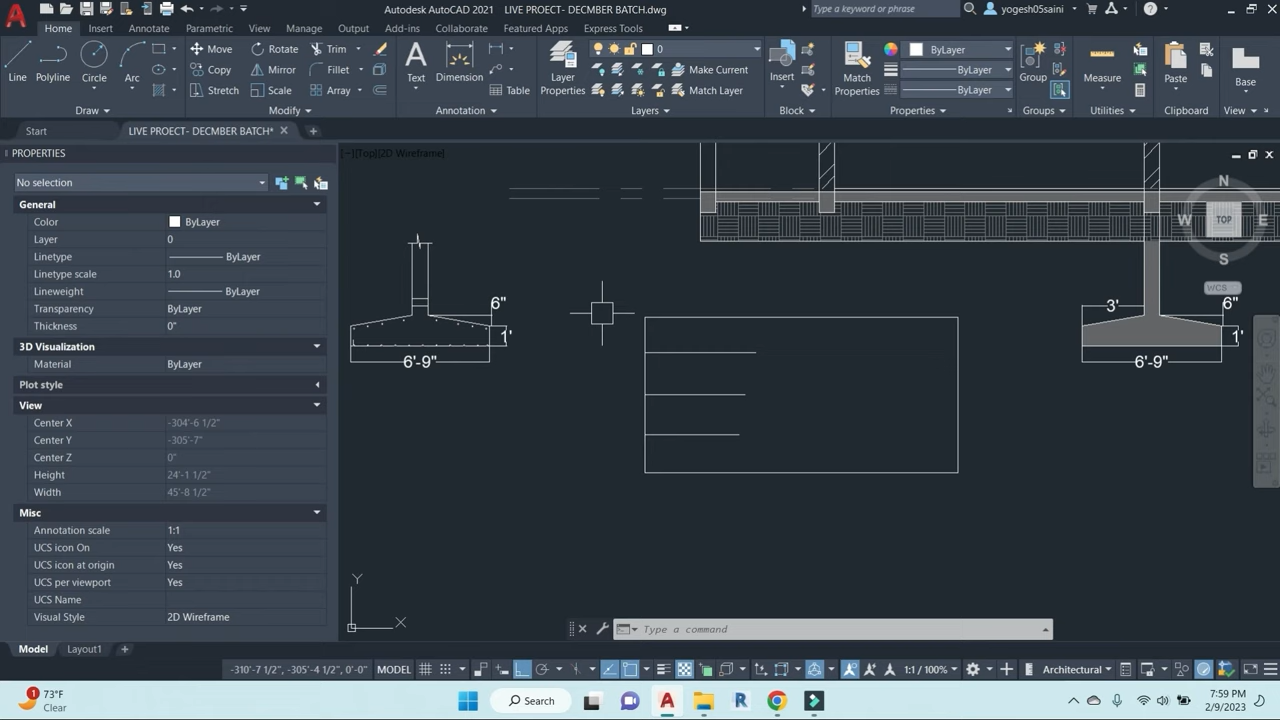 Autodesk AutoCAD 2021 LIVE PROECT- DECMBER BATCH.dwg
Type a keyword or phrase
yogesh05saini
Home Insert Annotate Parametric View Manage Output Add-ins Collaborate Featured Apps Express Tools
Line Polyline Circle Arc
Move Rotate Trim
Copy Mirror Fillet
Stretch Scale Array
Text Dimension
Table
Layer
Properties
0
Make Current
Match Layer
Insert
Match
Properties
ByLayer
ByLayer
ByLayer
Group
Measure
Paste
Base
Draw Modify Annotation Layers Block Properties Groups Utilities Clipboard View
Start LIVE PROECT- DECMBER BATCH*
PROPERTIES
No selection
General
Color ByLayer
Layer 0
Linetype ByLayer
Linetype scale 1.0
Lineweight ByLayer
Transparency ByLayer
Thickness 0"
3D Visualization
Material ByLayer
Plot style
View
Center X -304'-6 1/2"
Center Y -305'-7"
Center Z 0"
Height 24'-1 1/2"
Width 45'-8 1/2"
Misc
Annotation scale 1:1
UCS icon On Yes
UCS icon at origin Yes
UCS per viewport Yes
UCS Name
Visual Style 2D Wireframe
[−][Top][2D Wireframe]
N
W TOP E
S
WCS
6"
1'
6'-9"
3'
6"
1'
6'-9"
Y
X
Type a command
Model Layout1
-310'-7 1/2", -305'-4 1/2", 0'-0" MODEL 1:1 / 100% Architectural
1
73°F
Clear
Search
7:59 PM
2/9/2023